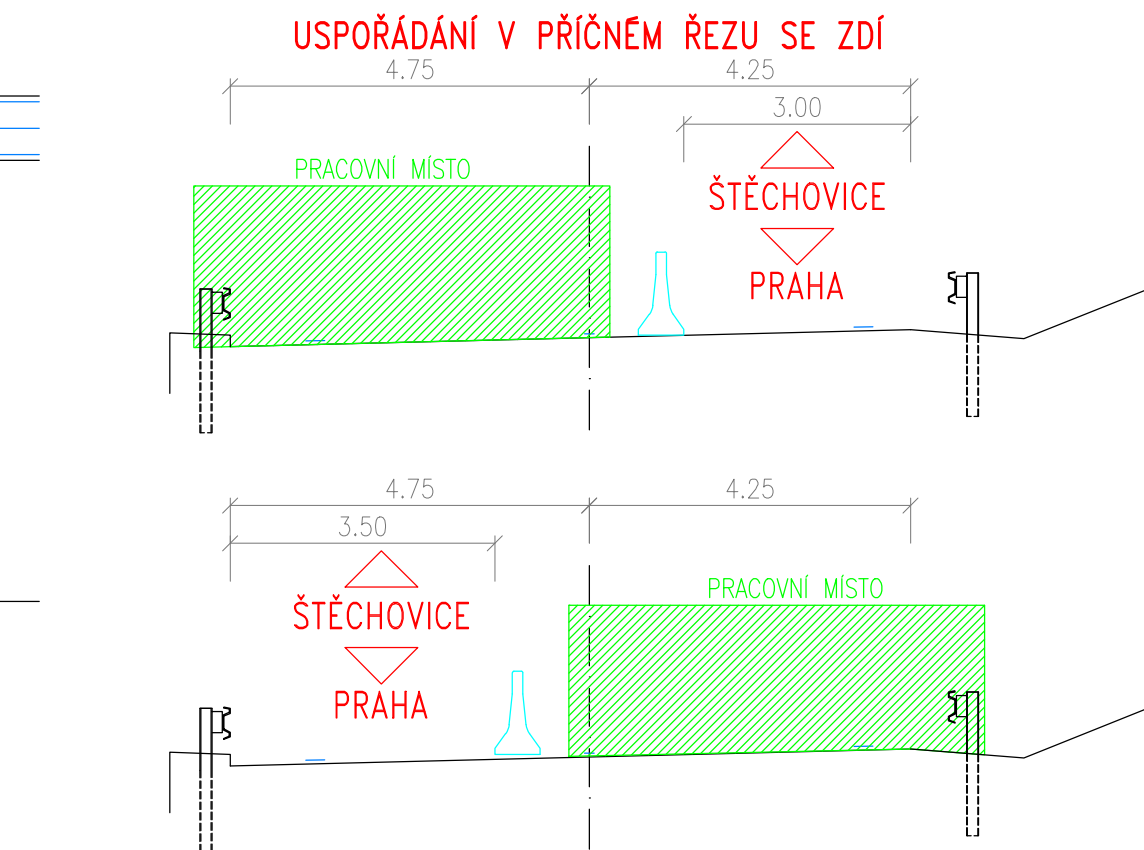 USPOŘÁDÁNÍ V PŘÍČNÉM ŘEZU SE ZDÍ
4.75 4.25
3.00
PRACOVNÍ MÍSTO
ŠTĚCHOVICE
PRAHA
4.75 4.25
3.50
PRACOVNÍ MÍSTO
ŠTĚCHOVICE
PRAHA